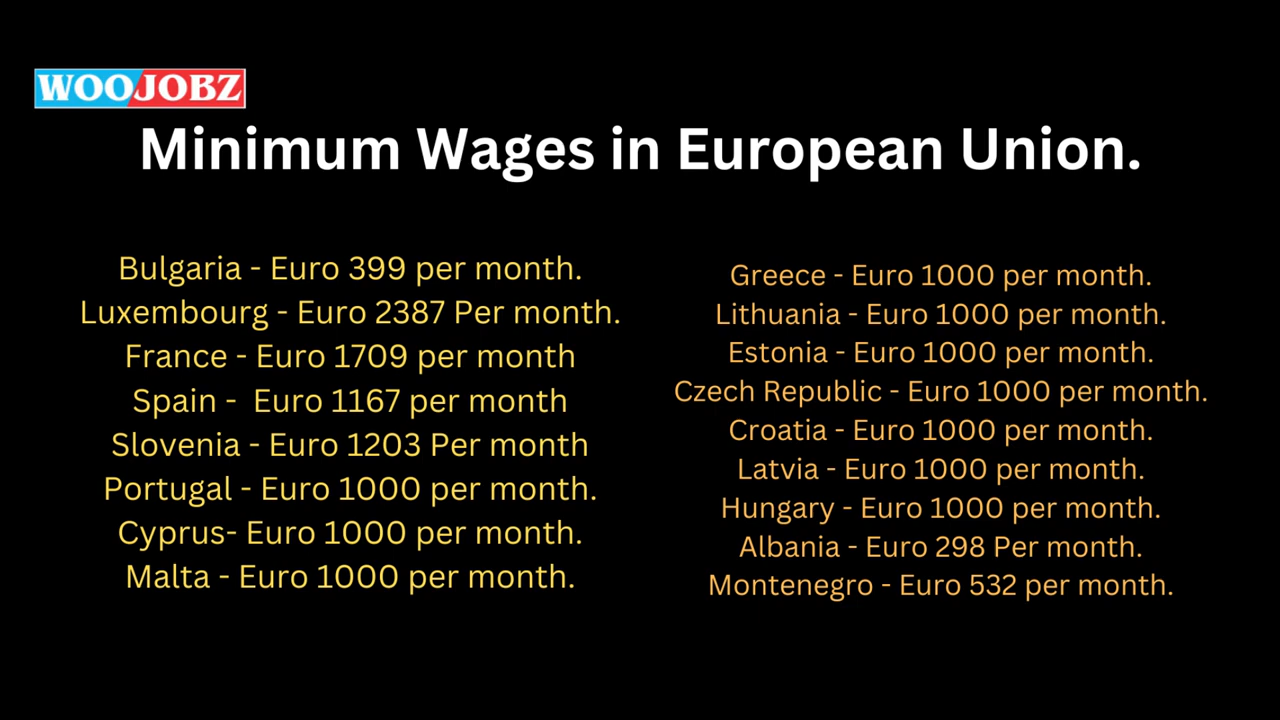 WOOJOBZ
Minimum Wages in European Union.
Bulgaria - Euro 399 per month.
Luxembourg - Euro 2387 Per month.
France - Euro 1709 per month
Spain -  Euro 1167 per month
Slovenia - Euro 1203 Per month
Portugal - Euro 1000 per month.
Cyprus- Euro 1000 per month.
Malta - Euro 1000 per month.
Greece - Euro 1000 per month.
Lithuania - Euro 1000 per month.
Estonia - Euro 1000 per month.
Czech Republic - Euro 1000 per month.
Croatia - Euro 1000 per month.
Latvia - Euro 1000 per month.
Hungary - Euro 1000 per month.
Albania - Euro 298 Per month.
Montenegro - Euro 532 per month.